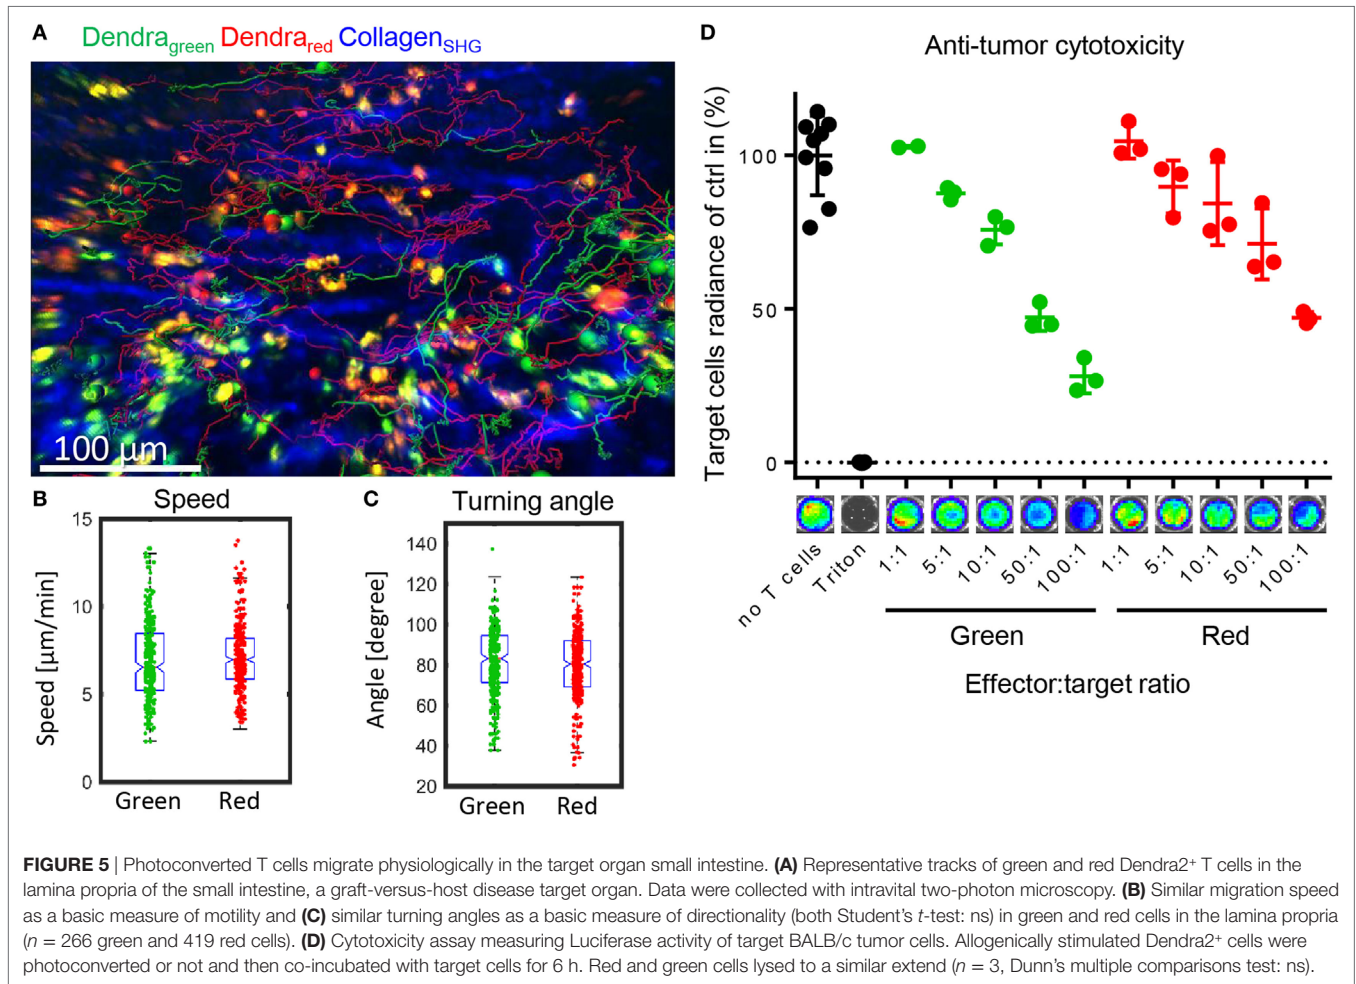 A Dendragreen Dendrared CollagenSHG
100 µm
B Speed
15
10
5
0
Speed [µm/min]
Green Red
C Turning angle
140
120
100
80
60
40
20
Angle [degree]
Green Red
D
Anti-tumor cytotoxicity
Target cells radiance of ctrl in (%)
100
50
0
no T cells
Triton
1:1
5:1
10:1
50:1
100:1
1:1
5:1
10:1
50:1
100:1
Green Red
Effector:target ratio
FIGURE 5 | Photoconverted T cells migrate physiologically in the target organ small intestine. (A) Representative tracks of green and red Dendra2+ T cells in the
lamina propria of the small intestine, a graft-versus-host disease target organ. Data were collected with intravital two-photon microscopy. (B) Similar migration speed
as a basic measure of motility and (C) similar turning angles as a basic measure of directionality (both Student's t-test: ns) in green and red cells in the lamina propria
(n = 266 green and 419 red cells). (D) Cytotoxicity assay measuring Luciferase activity of target BALB/c tumor cells. Allogenically stimulated Dendra2+ cells were
photoconverted or not and then co-incubated with target cells for 6 h. Red and green cells lysed to a similar extend (n = 3, Dunn's multiple comparisons test: ns).